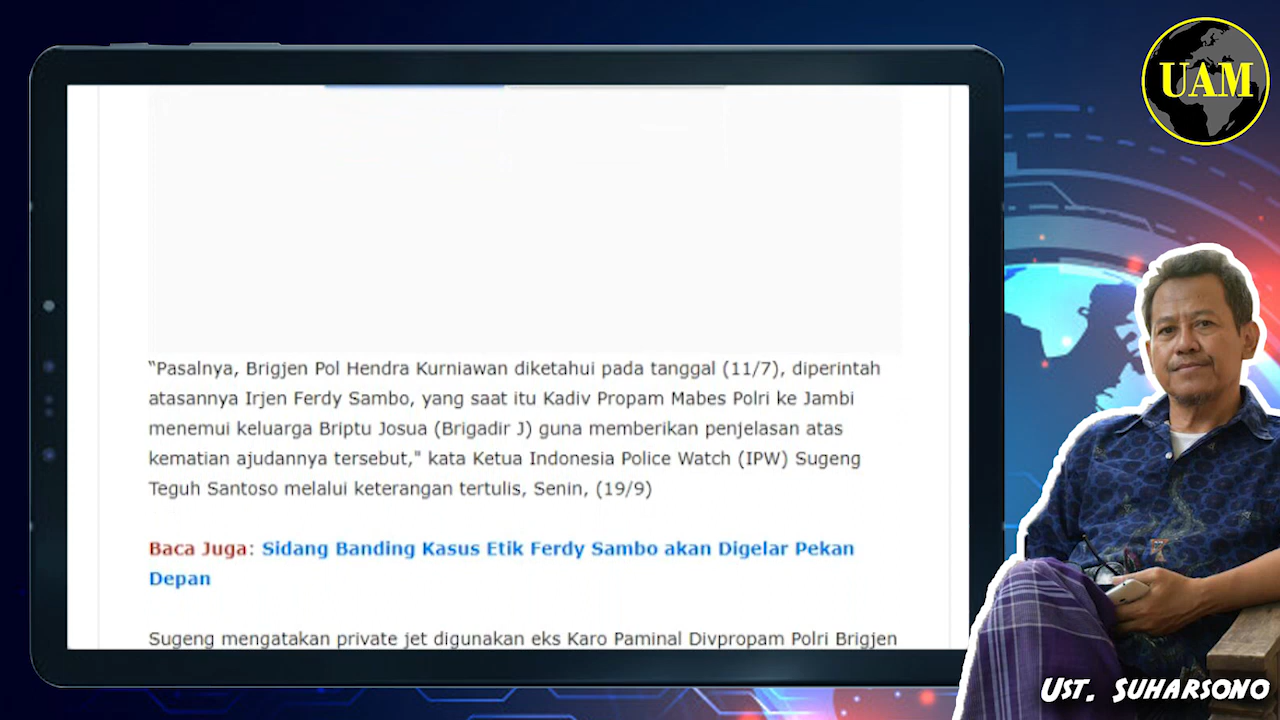 UAM
“Pasalnya, Brigjen Pol Hendra Kurniawan diketahui pada tanggal (11/7), diperintah
atasannya Irjen Ferdy Sambo, yang saat itu Kadiv Propam Mabes Polri ke Jambi
menemui keluarga Briptu Josua (Brigadir J) guna memberikan penjelasan atas
kematian ajudannya tersebut," kata Ketua Indonesia Police Watch (IPW) Sugeng
Teguh Santoso melalui keterangan tertulis, Senin, (19/9)
Baca Juga: Sidang Banding Kasus Etik Ferdy Sambo akan Digelar Pekan
Depan
Sugeng mengatakan private jet digunakan eks Karo Paminal Divpropam Polri Brigjen
Ust. Suharsono